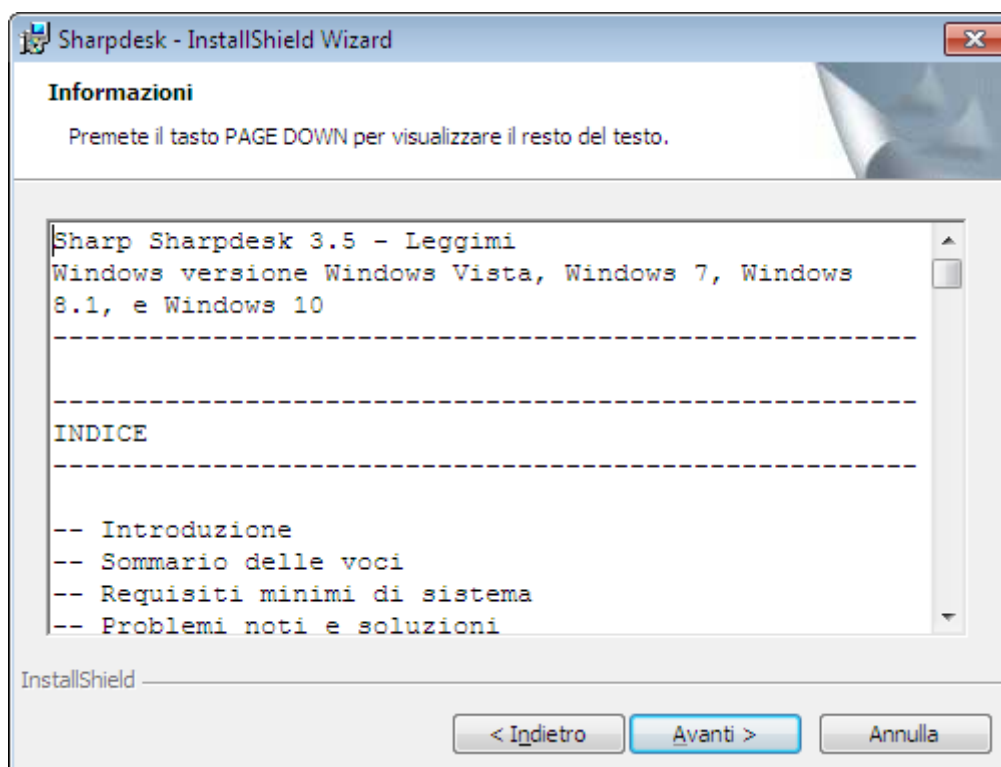 Sharpdesk - InstallShield Wizard
Informazioni
Premete il tasto PAGE DOWN per visualizzare il resto del testo.
Sharp Sharpdesk 3.5 - Leggimi
Windows versione Windows Vista, Windows 7, Windows
8.1, e Windows 10
------------------------------------------------------
------------------------------------------------------
INDICE
------------------------------------------------------
-- Introduzione
-- Sommario delle voci
-- Requisiti minimi di sistema
-- Problemi noti e soluzioni
InstallShield
< Indietro
Avanti >
Annulla